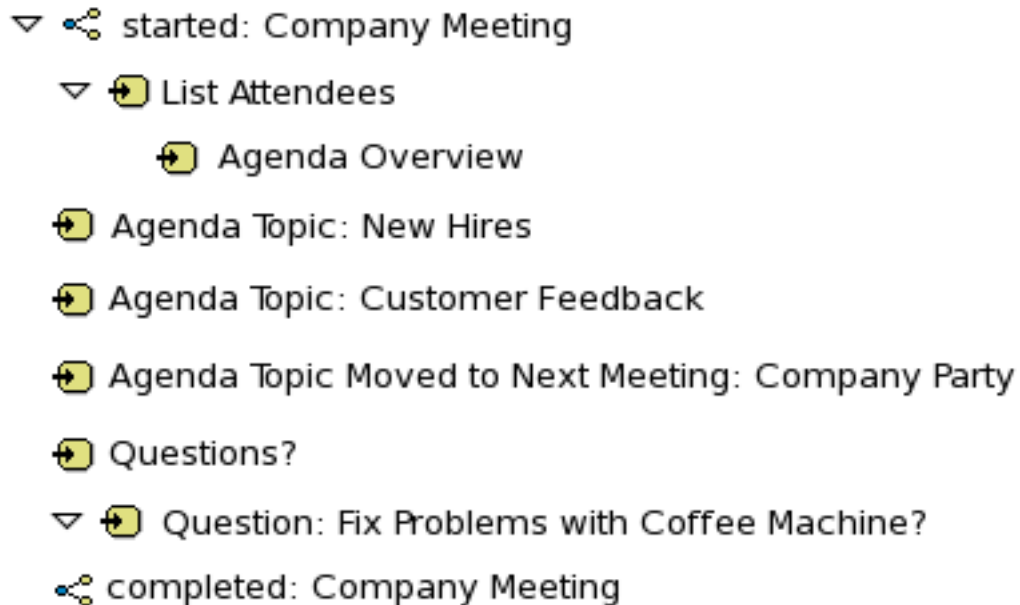 started: Company Meeting
List Attendees
Agenda Overview
Agenda Topic: New Hires
Agenda Topic: Customer Feedback
Agenda Topic Moved to Next Meeting: Company Party
Questions?
Question: Fix Problems with Coffee Machine?
completed: Company Meeting